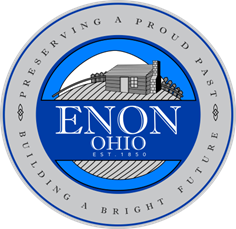 PRESERVING A PROUD PAST
ENON
OHIO
EST. 1850
BUILDING A BRIGHT FUTURE